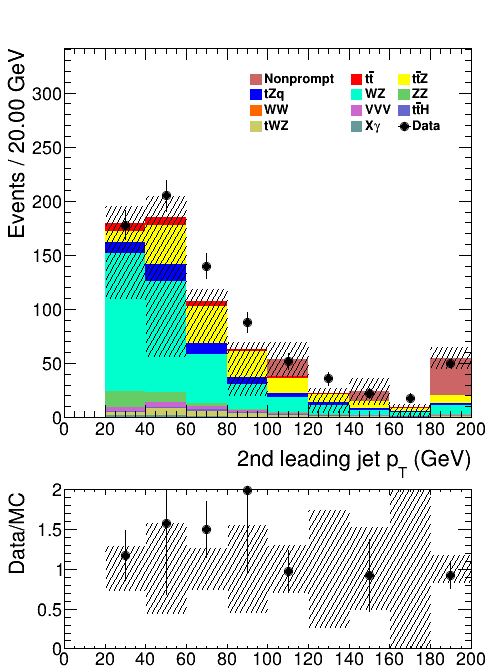 Events / 20.00 GeV
300
250
200
150
100
50
0
Nonprompt tt̄ tt̄Z
tZq WZ ZZ
WW VVV tt̄H
tWZ Xγ Data
0 20 40 60 80 100 120 140 160 180 200
2nd leading jet p_T (GeV)
Data/MC
2
1.5
1
0.5
0
0 20 40 60 80 100 120 140 160 180 200